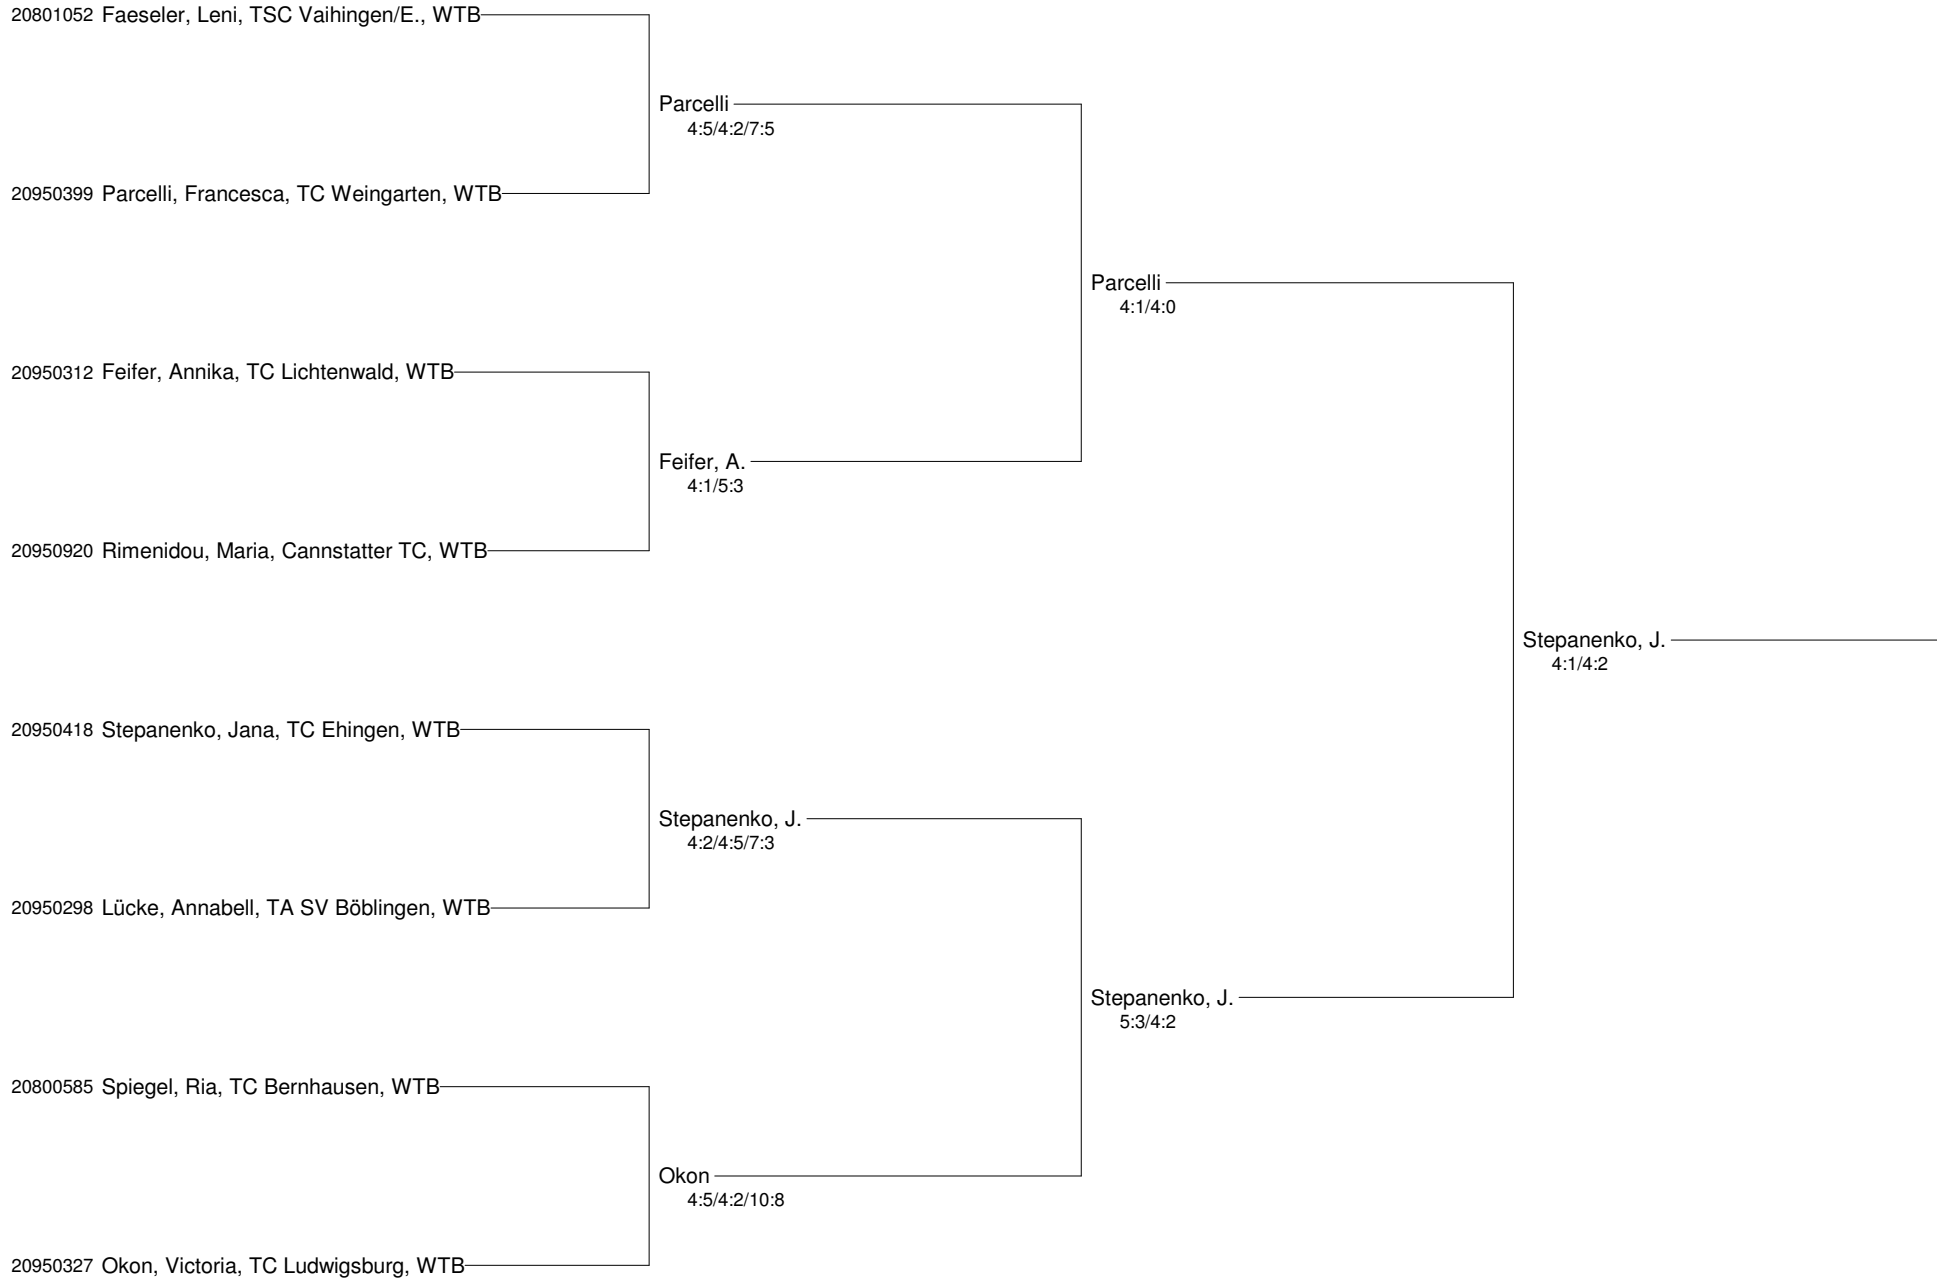 20801052 Faeseler, Leni, TSC Vaihingen/E., WTB
Parcelli
4:5/4:2/7:5
20950399 Parcelli, Francesca, TC Weingarten, WTB
Parcelli
4:1/4:0
20950312 Feifer, Annika, TC Lichtenwald, WTB
Feifer, A.
4:1/5:3
20950920 Rimenidou, Maria, Cannstatter TC, WTB
Stepanenko, J.
4:1/4:2
20950418 Stepanenko, Jana, TC Ehingen, WTB
Stepanenko, J.
4:2/4:5/7:3
20950298 Lücke, Annabell, TA SV Böblingen, WTB
Stepanenko, J.
5:3/4:2
20800585 Spiegel, Ria, TC Bernhausen, WTB
Okon
4:5/4:2/10:8
20950327 Okon, Victoria, TC Ludwigsburg, WTB